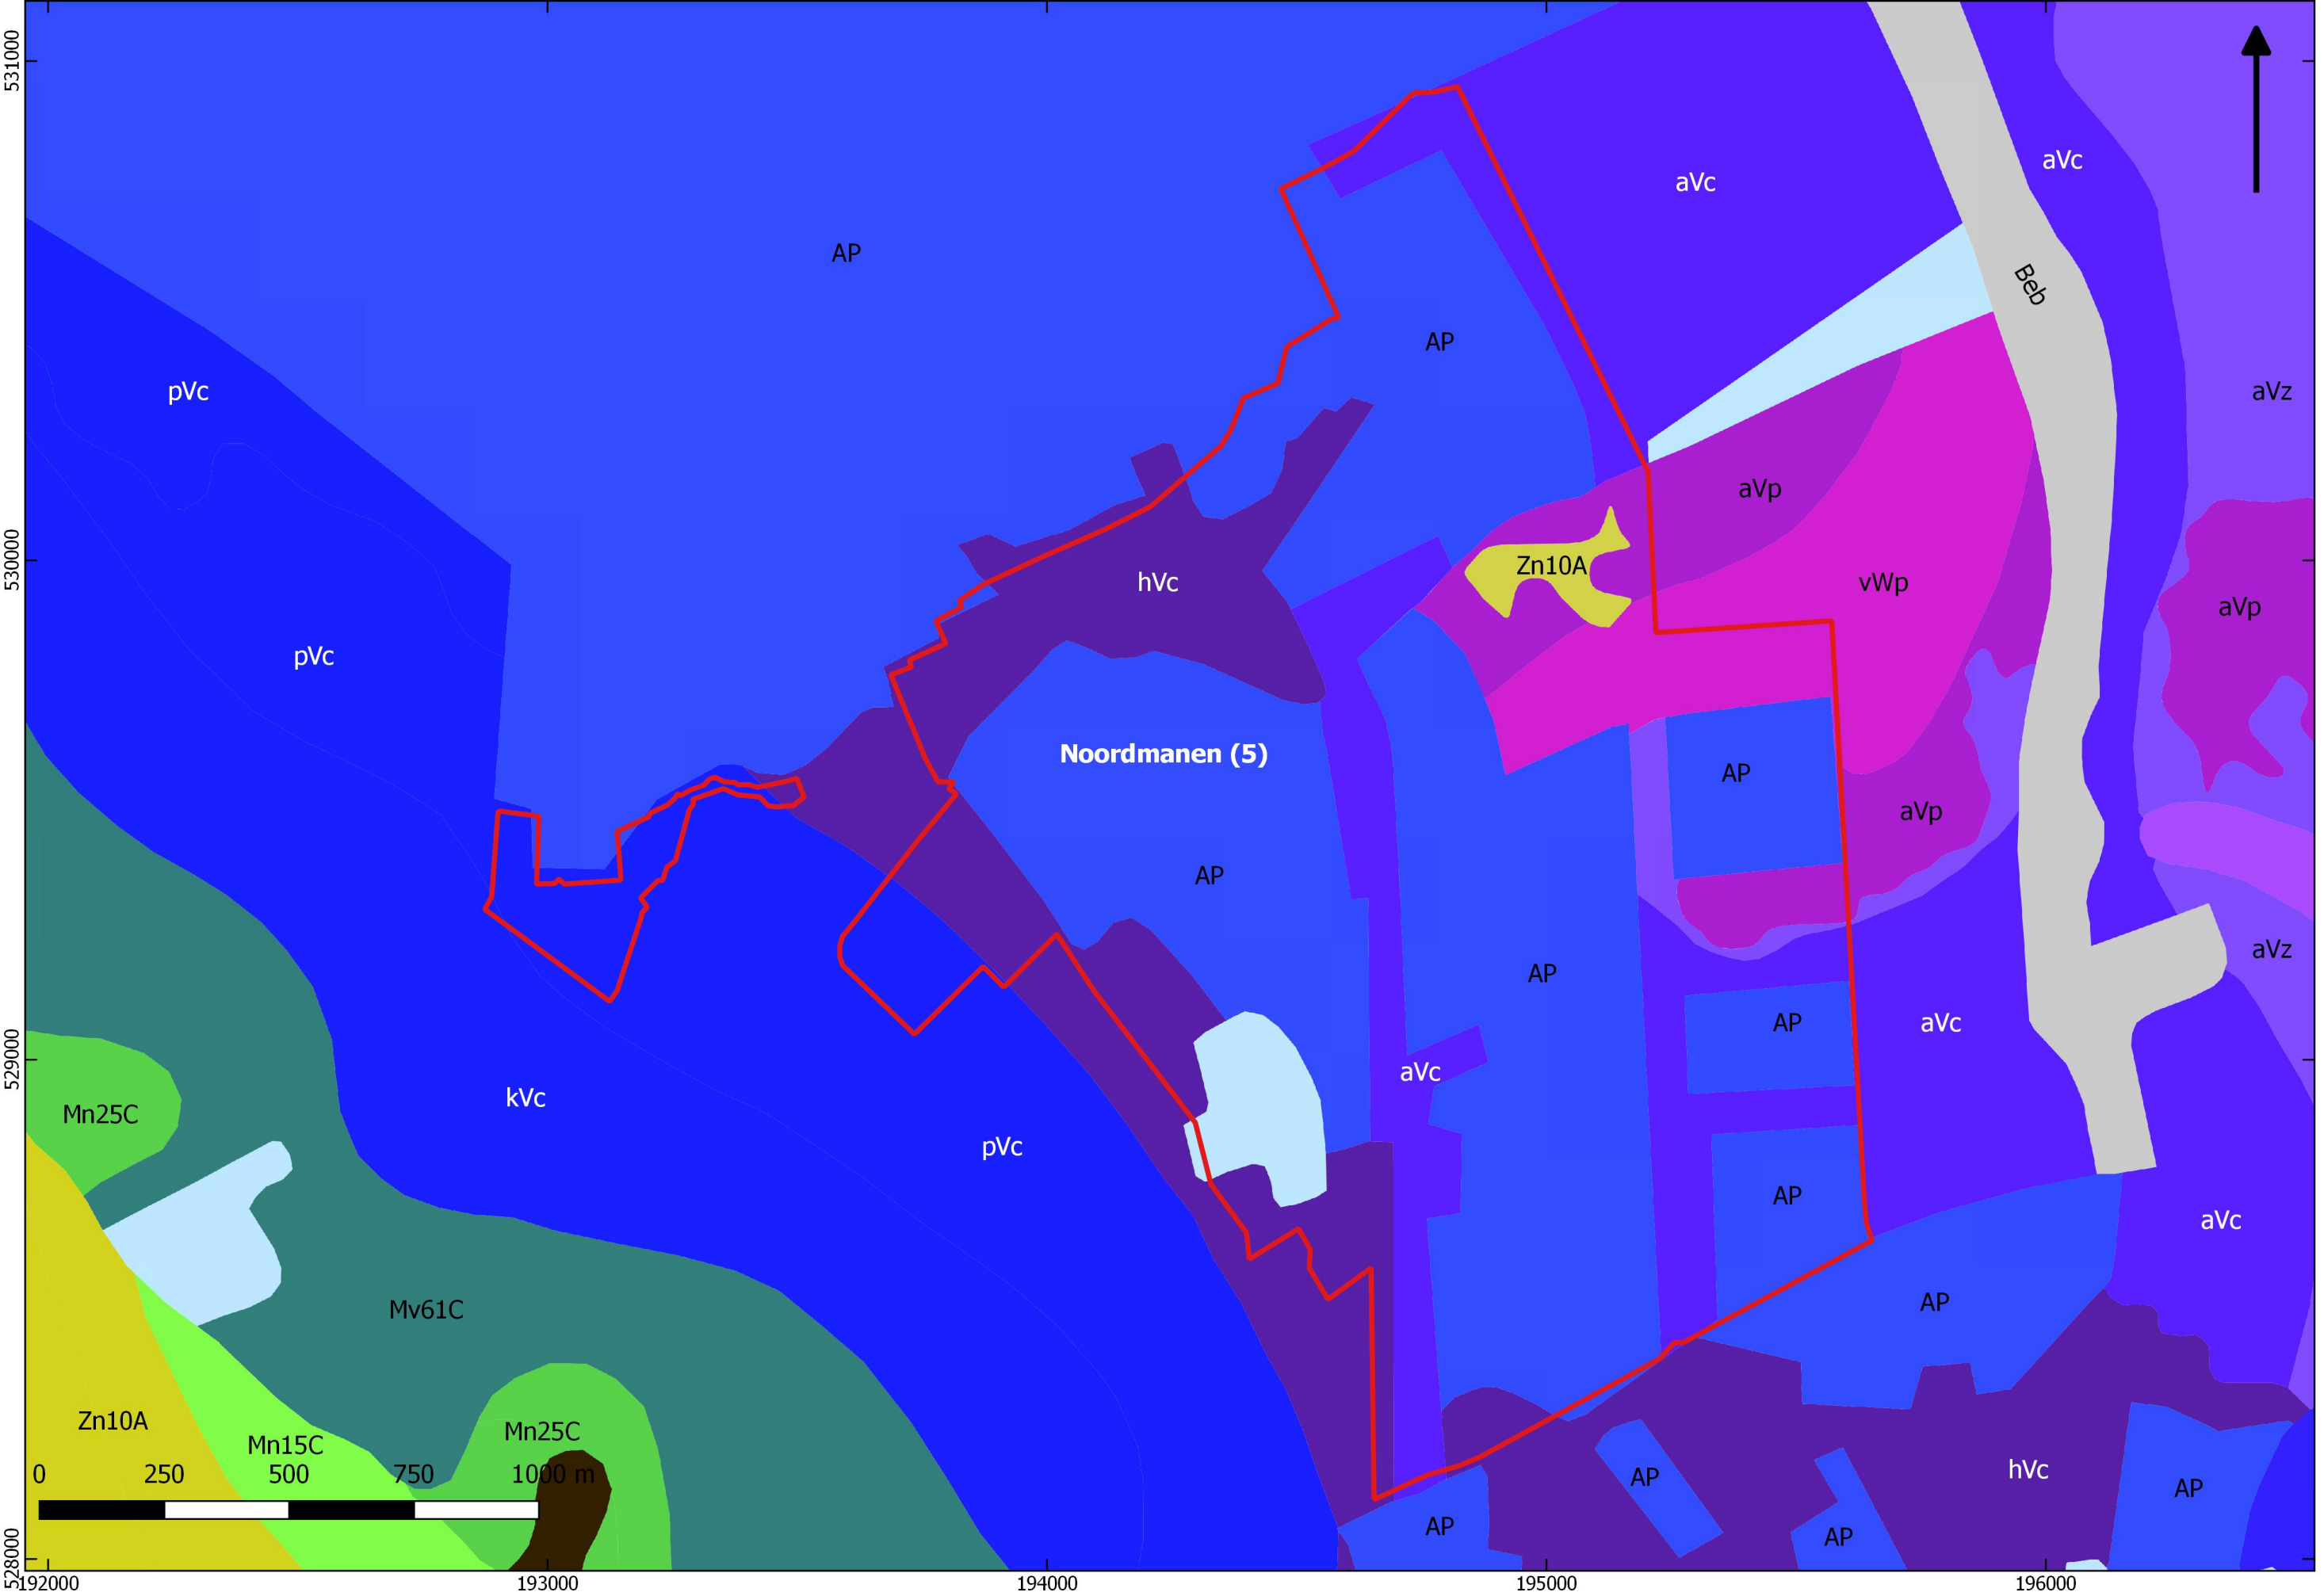 531000
aVc
aVc
AP
Beb
AP
pVc
aVz
aVp
530000
Zn10A
hVc
vWp
aVp
pVc
Noordmanen (5)
AP
aVp
AP
aVz
AP
AP
aVc
529000
aVc
kVc
Mn25C
pVc
AP
aVc
Mv61C
AP
Zn10A
Mn25C
Mn15C
0 250 500 750 1000 m
hVc
AP
AP
AP
AP
528000
192000 193000 194000 195000 196000